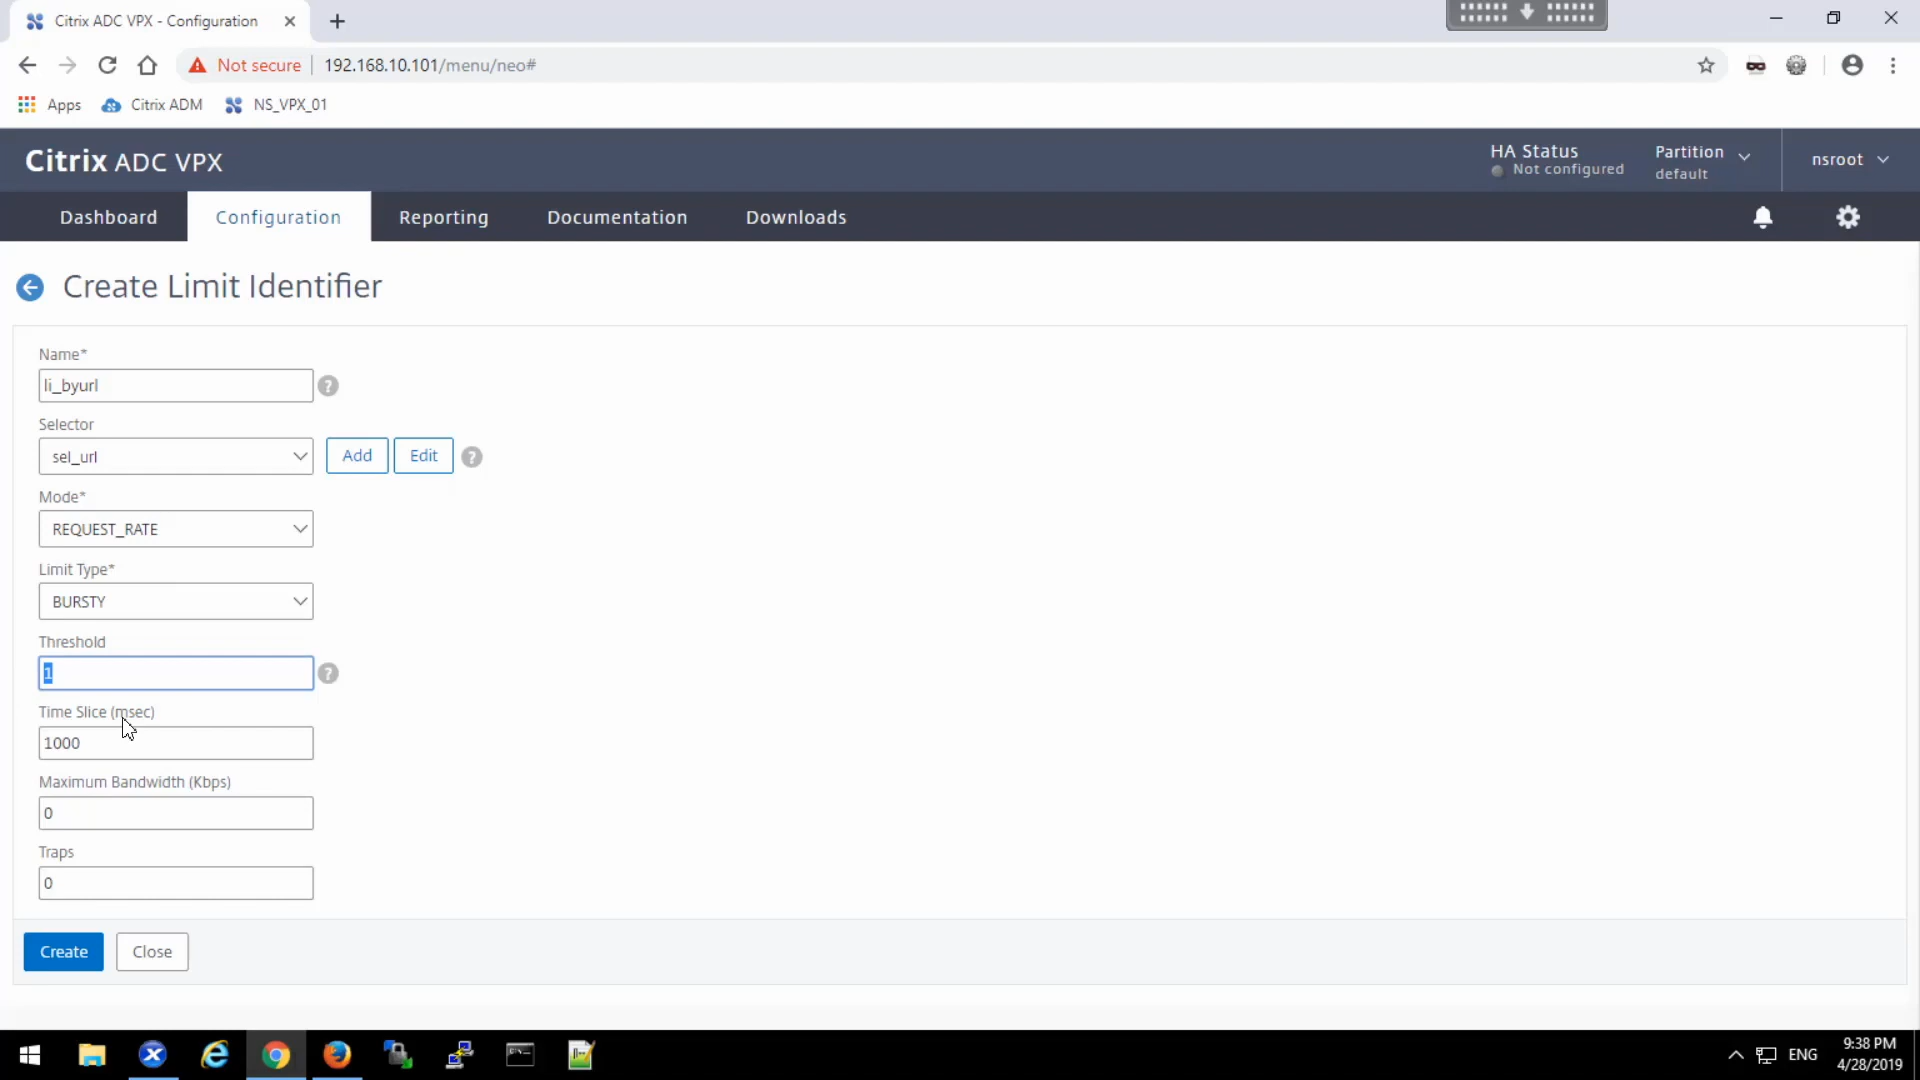 Citrix ADC VPX - Configuration
Not secure
192.168.10.101/menu/neo#
Apps
Citrix ADM
NS_VPX_01
Citrix ADC VPX
HA Status
Not configured
Partition
default
nsroot
Dashboard
Configuration
Reporting
Documentation
Downloads
Create Limit Identifier
Name*
li_byurl
?
Selector
sel_url
Add
Edit
?
Mode*
REQUEST_RATE
Limit Type*
BURSTY
Threshold
1
?
Time Slice (msec)
1000
Maximum Bandwidth (Kbps)
0
Traps
0
Create
Close
ENG
9:38 PM
4/28/2019